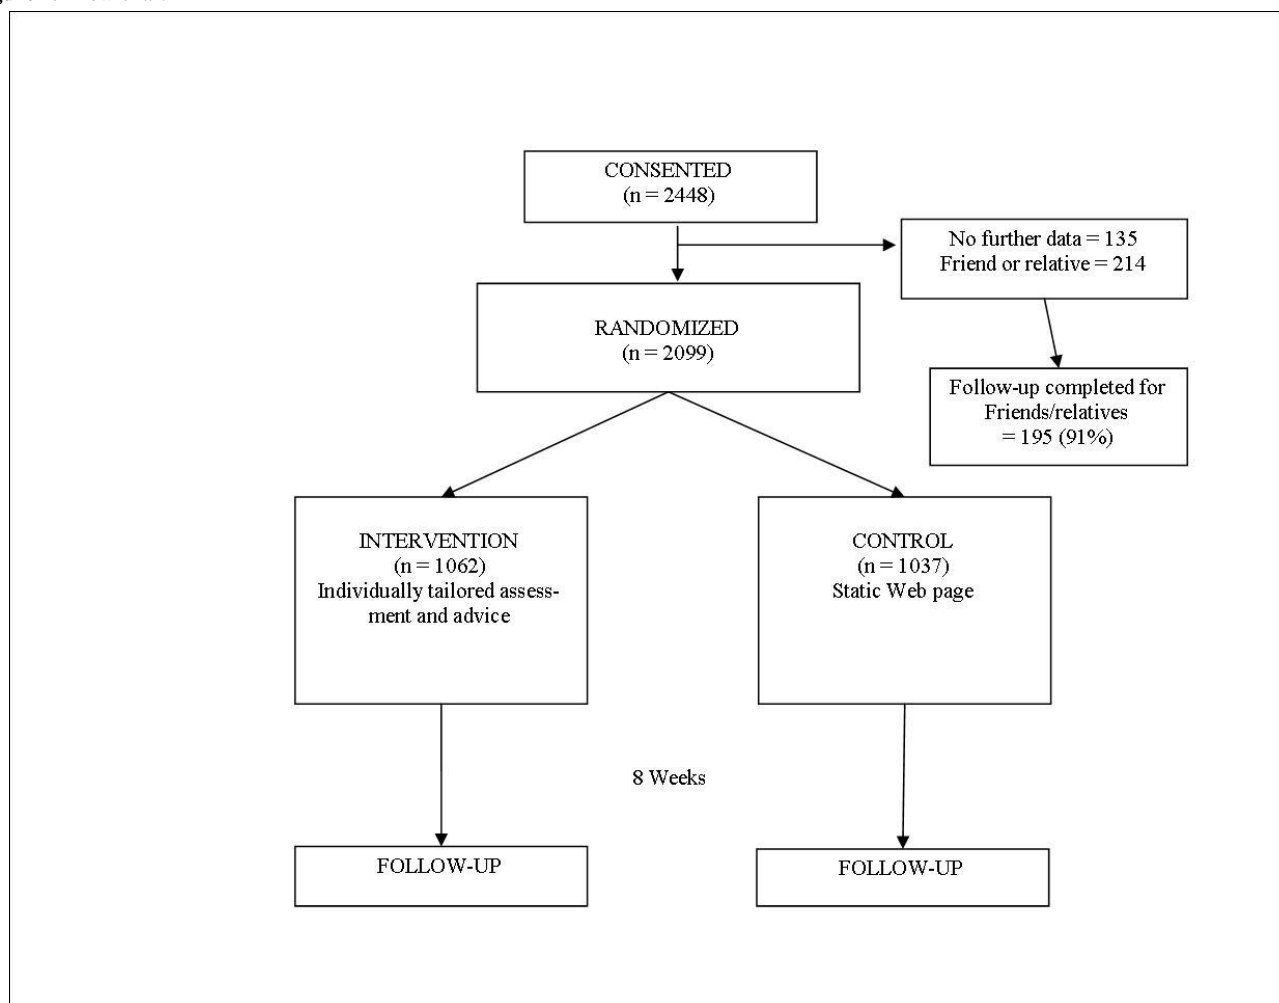 CONSENTED
(n = 2448)
No further data = 135
Friend or relative = 214
RANDOMIZED
(n = 2099)
Follow-up completed for
Friends/relatives
= 195 (91%)
INTERVENTION
(n = 1062)
Individually tailored assess-
ment and advice
CONTROL
(n = 1037)
Static Web page
8 Weeks
FOLLOW-UP
FOLLOW-UP